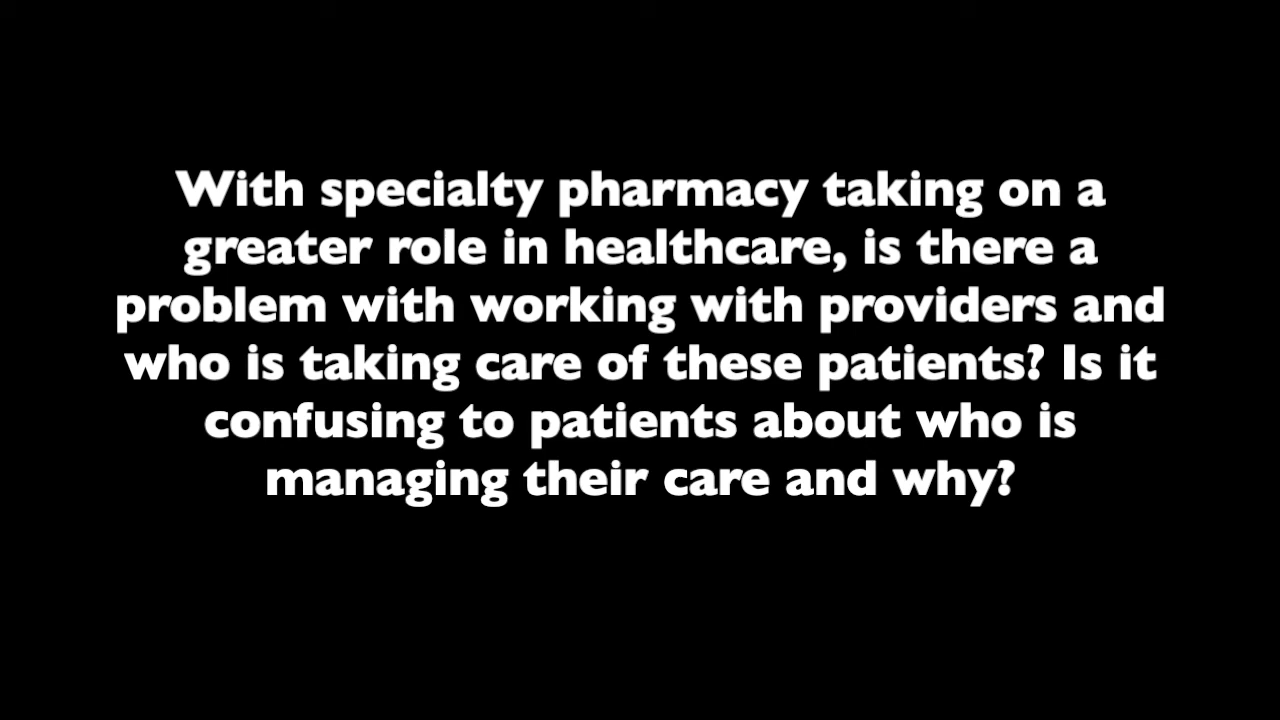 With specialty pharmacy taking on a
greater role in healthcare, is there a
problem with working with providers and
who is taking care of these patients? Is it
confusing to patients about who is
managing their care and why?